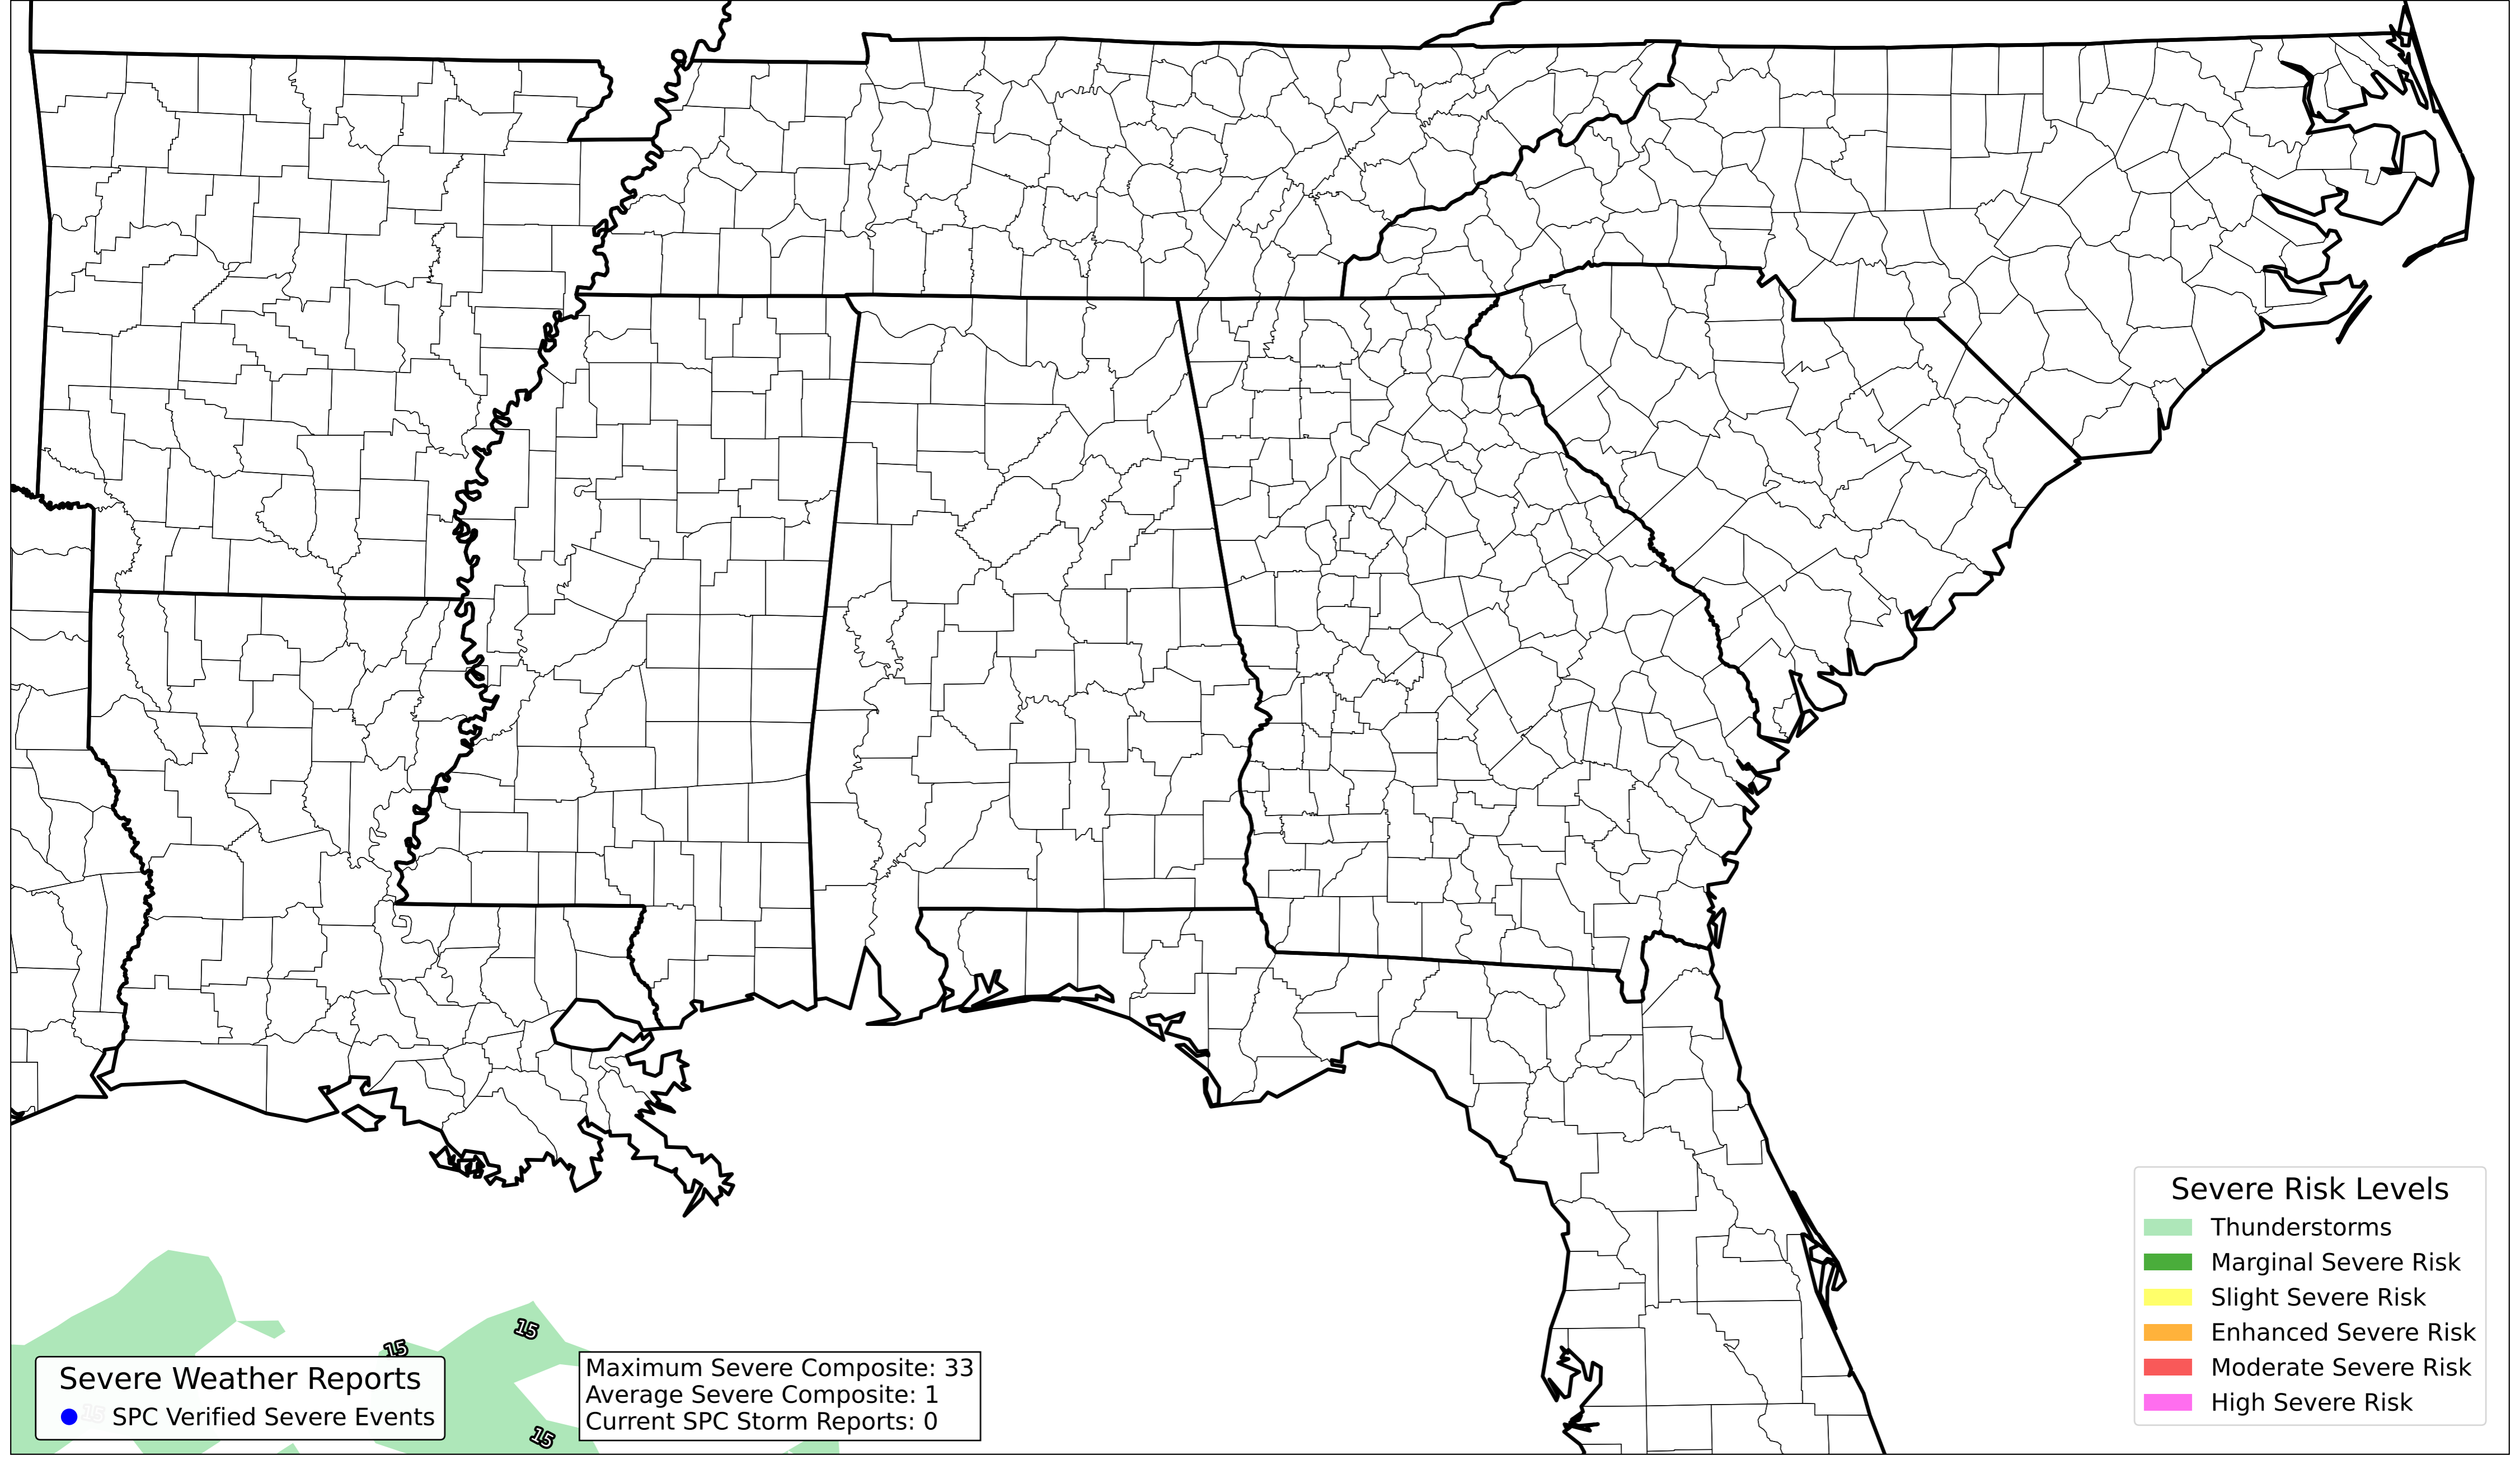 15
15
15
15
Severe Weather Reports
SPC Verified Severe Events
Maximum Severe Composite: 33
Average Severe Composite: 1
Current SPC Storm Reports: 0
Severe Risk Levels
Thunderstorms
Marginal Severe Risk
Slight Severe Risk
Enhanced Severe Risk
Moderate Severe Risk
High Severe Risk